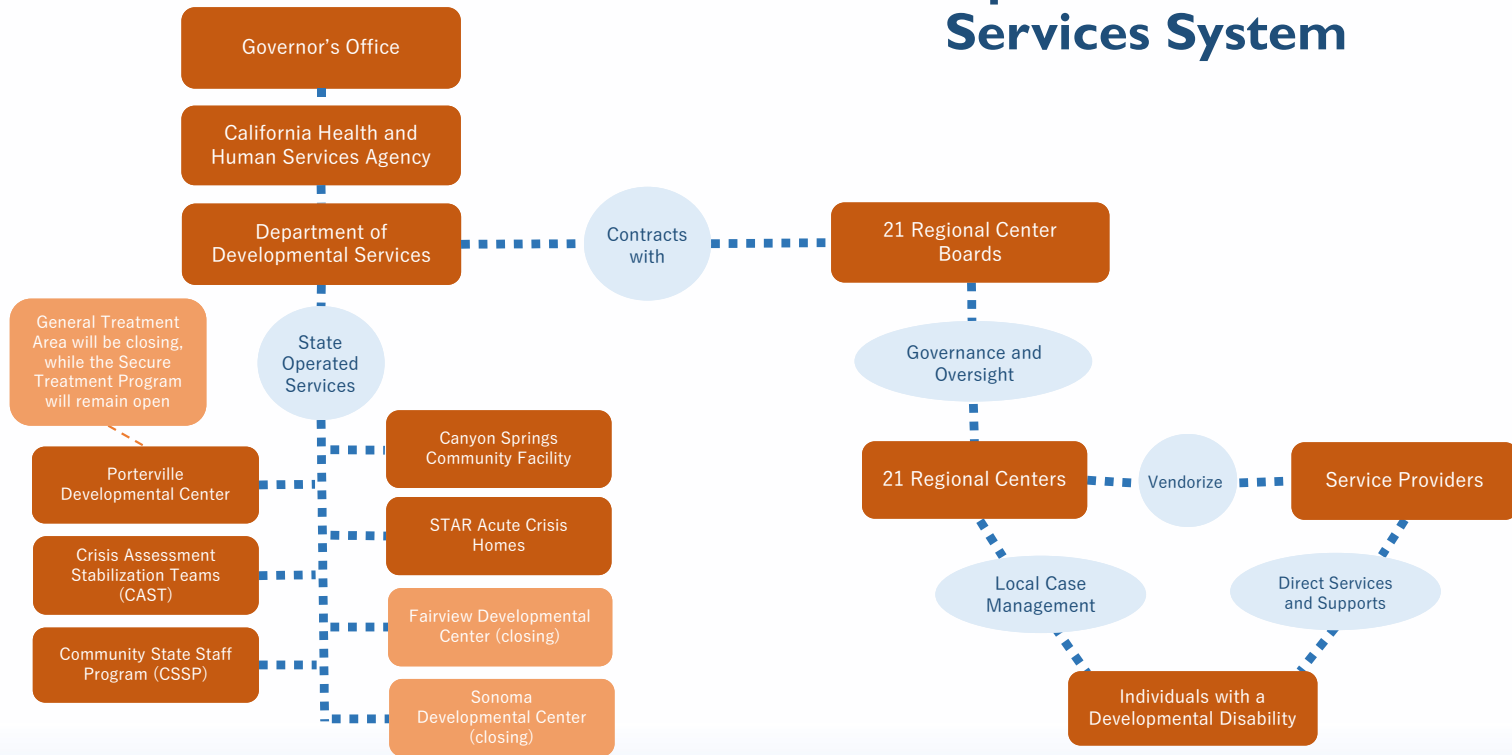 Services System
Governor's Office
California Health and
Human Services Agency
Department of
Developmental Services
Contracts
with
21 Regional Center
Boards
General Treatment
Area will be closing,
while the Secure
Treatment Program
will remain open
State
Operated
Services
Governance and
Oversight
Canyon Springs
Community Facility
Porterville
Developmental Center
21 Regional Centers
Vendorize
Service Providers
STAR Acute Crisis
Homes
Crisis Assessment
Stabilization Teams
(CAST)
Local Case
Management
Direct Services
and Supports
Fairview Developmental
Center (closing)
Community State Staff
Program (CSSP)
Sonoma
Developmental Center
(closing)
Individuals with a
Developmental Disability